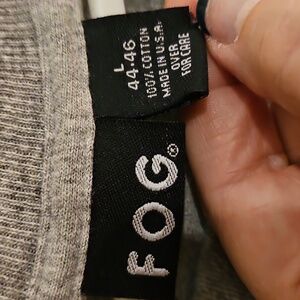 L
44-46
100% COTTON
MADE IN U.S.A.
OVER
FOR CARE
FOG®